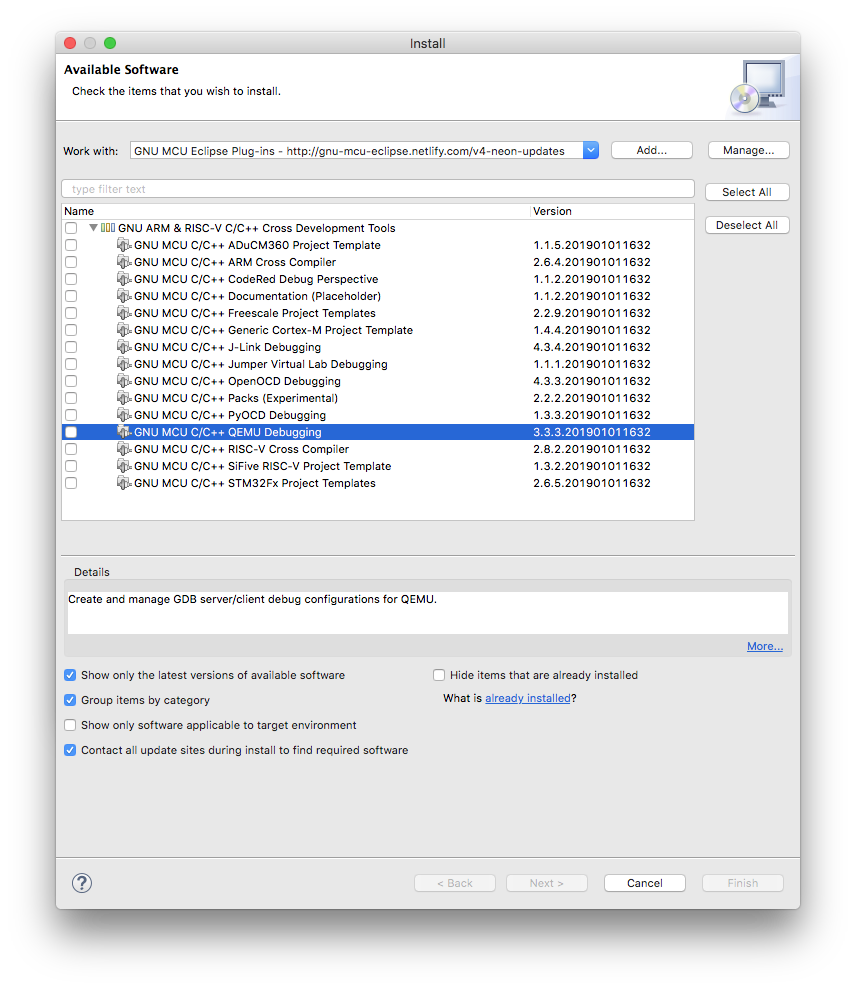 Install
Available Software
Check the items that you wish to install.
Work with: GNU MCU Eclipse Plug-ins - http://gnu-mcu-eclipse.netlify.com/v4-neon-updates Add... Manage...
type filter text Select All
Name Version
Deselect All
GNU ARM & RISC-V C/C++ Cross Development Tools
GNU MCU C/C++ ADuCM360 Project Template 1.1.5.201901011632
GNU MCU C/C++ ARM Cross Compiler 2.6.4.201901011632
GNU MCU C/C++ CodeRed Debug Perspective 1.1.2.201901011632
GNU MCU C/C++ Documentation (Placeholder) 1.1.2.201901011632
GNU MCU C/C++ Freescale Project Templates 2.2.9.201901011632
GNU MCU C/C++ Generic Cortex-M Project Template 1.4.4.201901011632
GNU MCU C/C++ J-Link Debugging 4.3.4.201901011632
GNU MCU C/C++ Jumper Virtual Lab Debugging 1.1.1.201901011632
GNU MCU C/C++ OpenOCD Debugging 4.3.3.201901011632
GNU MCU C/C++ Packs (Experimental) 2.2.2.201901011632
GNU MCU C/C++ PyOCD Debugging 1.3.3.201901011632
GNU MCU C/C++ QEMU Debugging 3.3.3.201901011632
GNU MCU C/C++ RISC-V Cross Compiler 2.8.2.201901011632
GNU MCU C/C++ SiFive RISC-V Project Template 1.3.2.201901011632
GNU MCU C/C++ STM32Fx Project Templates 2.6.5.201901011632
Details
Create and manage GDB server/client debug configurations for QEMU.
More...
Show only the latest versions of available software Hide items that are already installed
Group items by category What is already installed?
Show only software applicable to target environment
Contact all update sites during install to find required software
? < Back Next > Cancel Finish